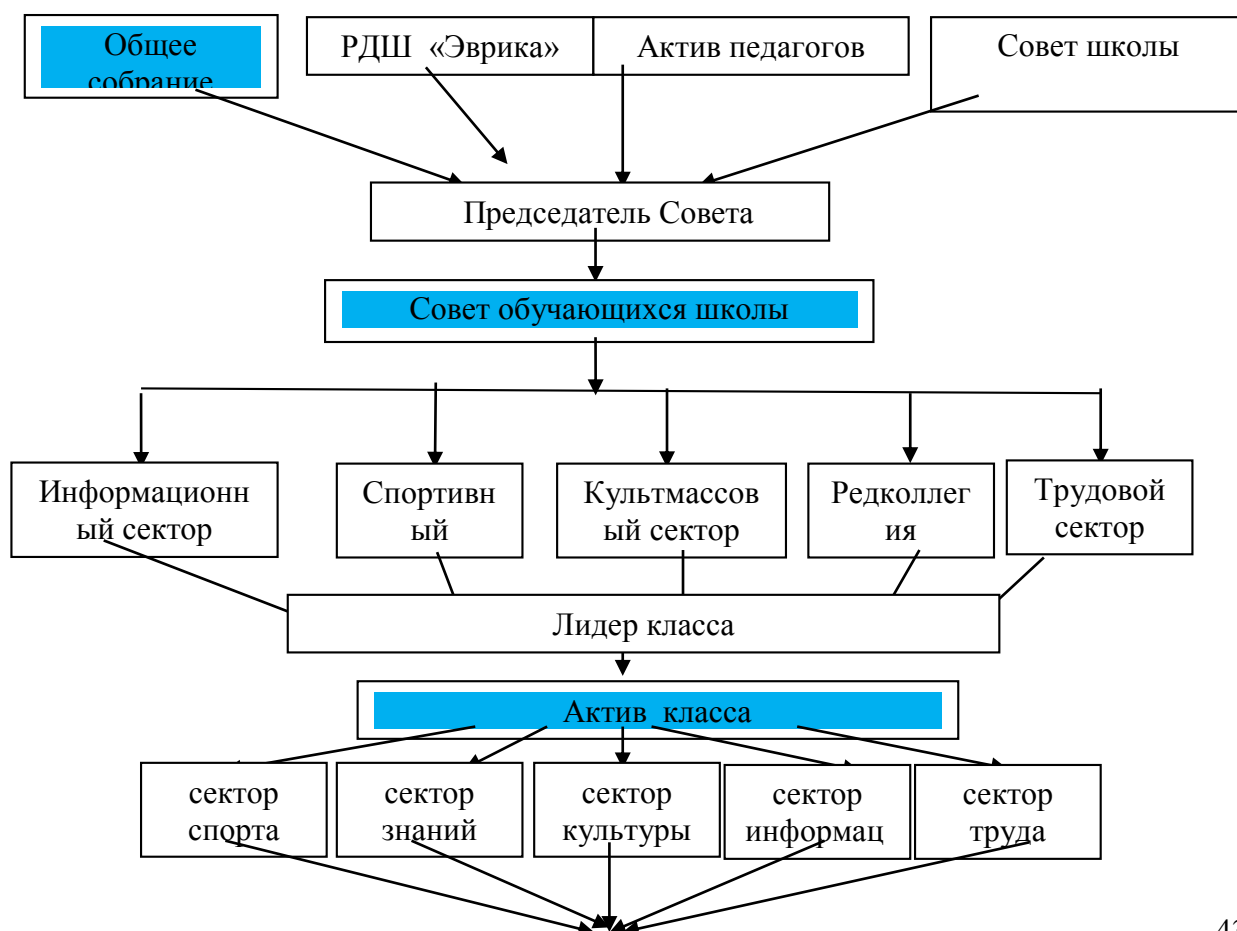 Общее
собрание
РДШ «Эврика»
Актив педагогов
Совет школы
Председатель Совета
Совет обучающихся школы
Информационн
ый сектор
Спортивн
ый
Культмассов
ый сектор
Редколлег
ия
Трудовой
сектор
Лидер класса
Актив класса
сектор
спорта
сектор
знаний
сектор
культуры
сектор
информац
сектор
труда